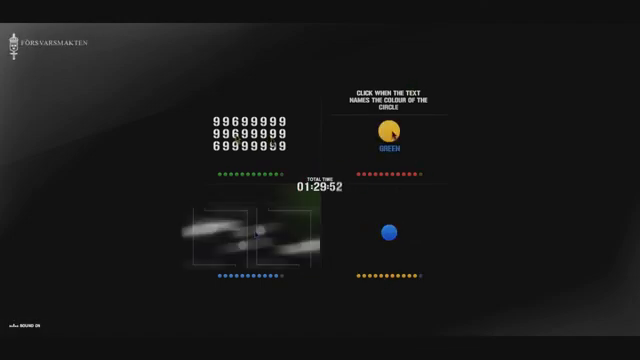 FÖRSVARSMAKTEN
CLICK WHEN THE TEXT
NAMES THE COLOUR OF THE
CIRCLE
99699999
99699999
69999999
GREEN
TOTAL TIME
01:29:52
SOUND ON